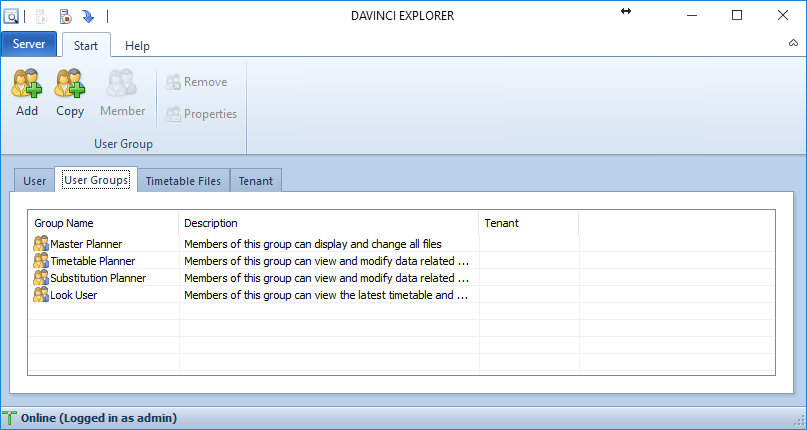 DAVINCI EXPLORER
Server Start Help
Add Copy Member Remove
Properties
User Group
User User Groups Timetable Files Tenant
Group Name Description Tenant
Master Planner Members of this group can display and change all files
Timetable Planner Members of this group can view and modify data related ...
Substitution Planner Members of this group can view and modify data related ...
Look User Members of this group can view the latest timetable and ...
Online (Logged in as admin)